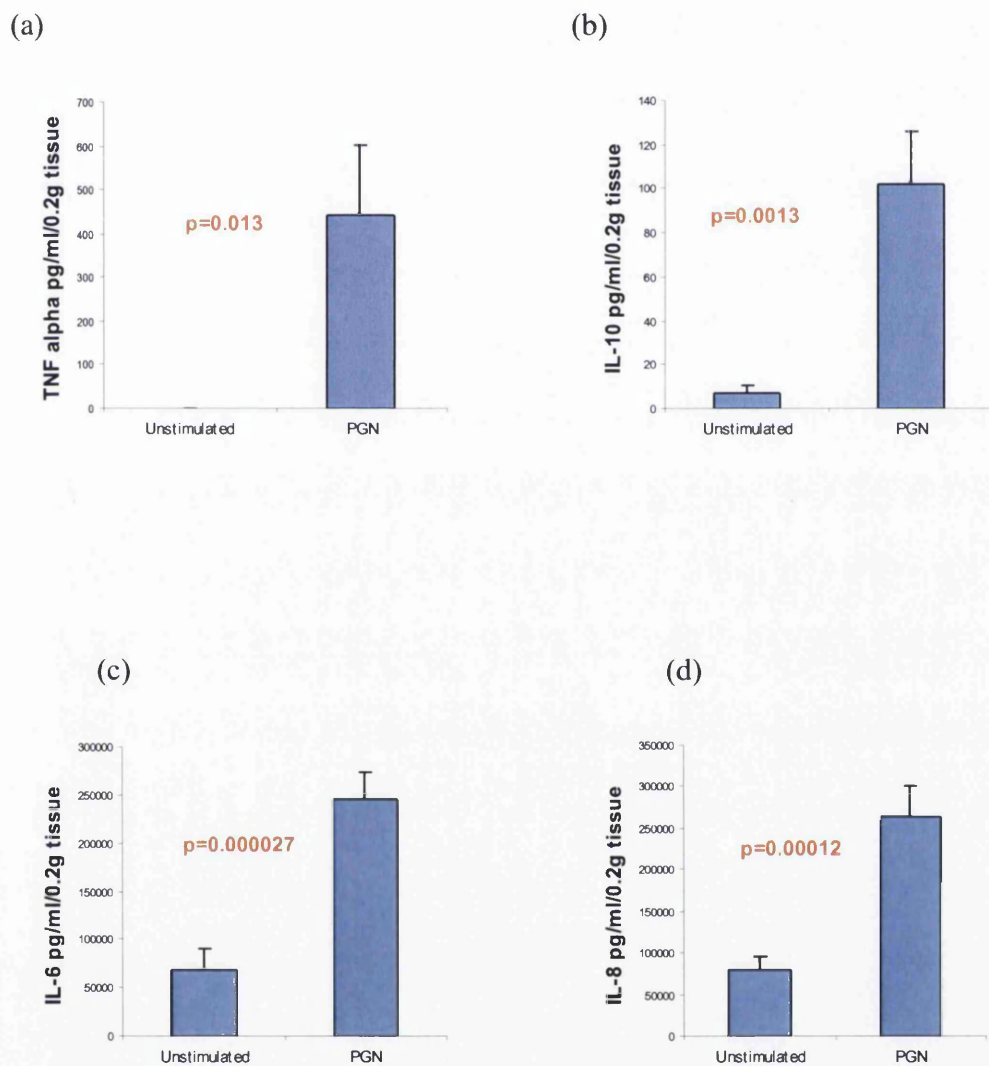 (a)
TNF alpha pg/ml/0.2g tissue
700
600
500
400
300
200
100
0
p=0.013
Unstimulated PGN
(b)
IL-10 pg/ml/0.2g tissue
140
120
100
80
60
40
20
0
p=0.0013
Unstimulated PGN
(c)
IL-6 pg/ml/0.2g tissue
300000
250000
200000
150000
100000
50000
0
p=0.000027
Unstimulated PGN
(d)
IL-8 pg/ml/0.2g tissue
350000
300000
250000
200000
150000
100000
50000
0
p=0.00012
Unstimulated PGN